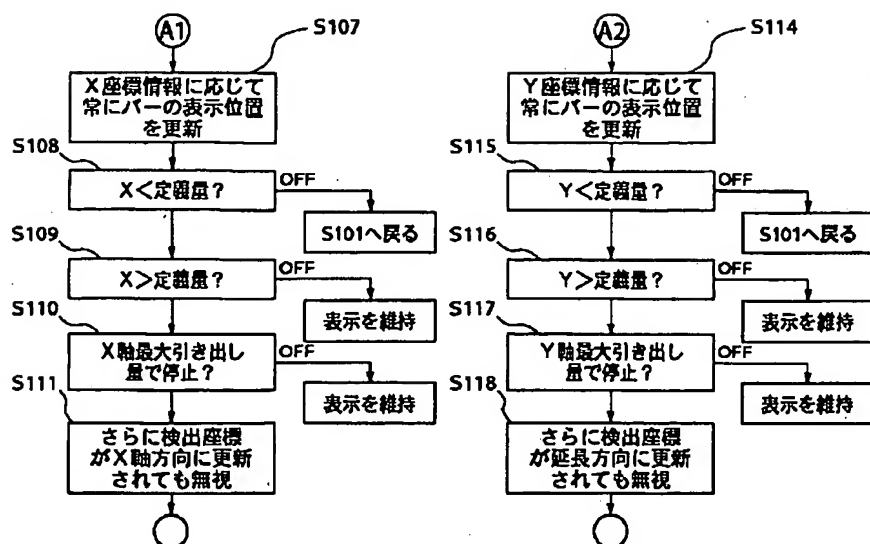 A1
S107
X座標情報に応じて
常にバーの表示位置
を更新
S108
X<定義量?
OFF
S101へ戻る
S109
X>定義量?
OFF
表示を維持
S110
X軸最大引き出し
量で停止?
OFF
表示を維持
S111
さらに検出座標
がX軸方向に更新
されても無視
A2
S114
Y座標情報に応じて
常にバーの表示位置
を更新
S115
Y<定義量?
OFF
S101へ戻る
S116
Y>定義量?
OFF
表示を維持
S117
Y軸最大引き出し
量で停止?
OFF
表示を維持
S118
さらに検出座標
が延長方向に更新
されても無視